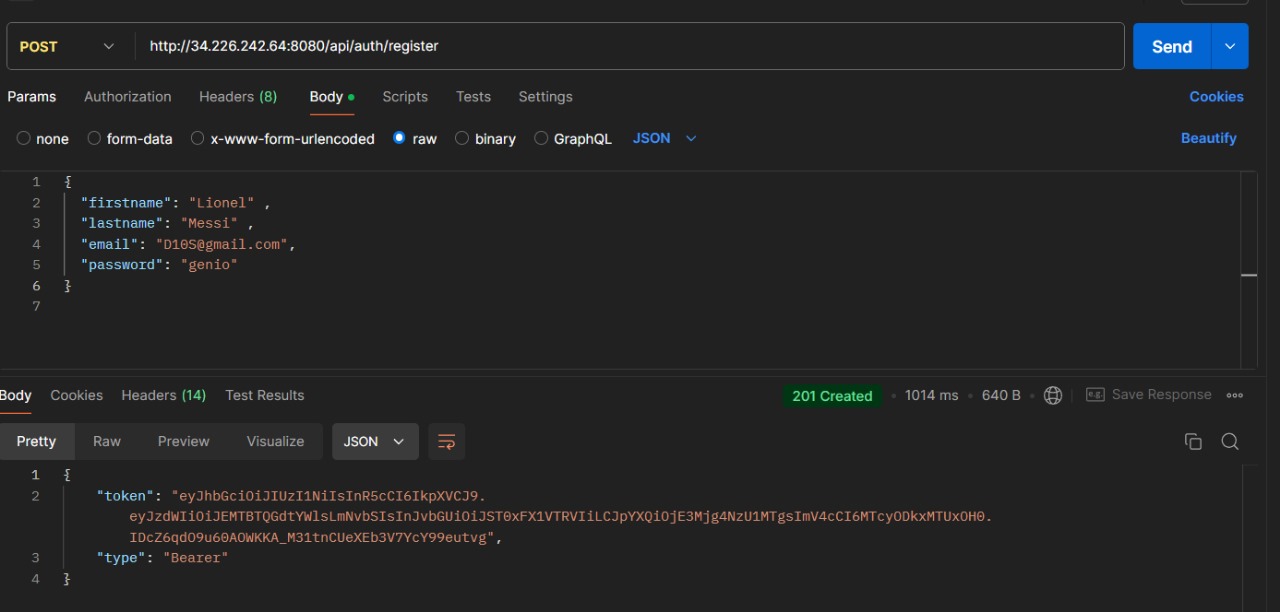 POST http://34.226.242.64:8080/api/auth/register Send
Params Authorization Headers (8) Body Scripts Tests Settings Cookies
none form-data x-www-form-urlencoded raw binary GraphQL JSON Beautify
1 {
2 "firstname": "Lionel" ,
3 "lastname": "Messi" ,
4 "email": "D10S@gmail.com",
5 "password": "genio"
6 }
7
Body Cookies Headers (14) Test Results 201 Created 1014 ms 640 B e.g. Save Response
Pretty Raw Preview Visualize JSON
1 {
2 "token": "eyJhbGciOiJIUzI1NiIsInR5cCI6IkpXVCJ9.
eyJzdWIiOiJEMTBTQGdtYWlsLmNvbSIsInJvbGUiOiJST0xFX1VTRVIiLCJpYXQiOjE3Mjg4NzU1MTgsImV4cCI6MTcyODkxMTUxOH0.
IDcZ6qdO9u60AOWKKA_M31tnCUeXEb3V7YcY99eutvg",
3 "type": "Bearer"
4 }